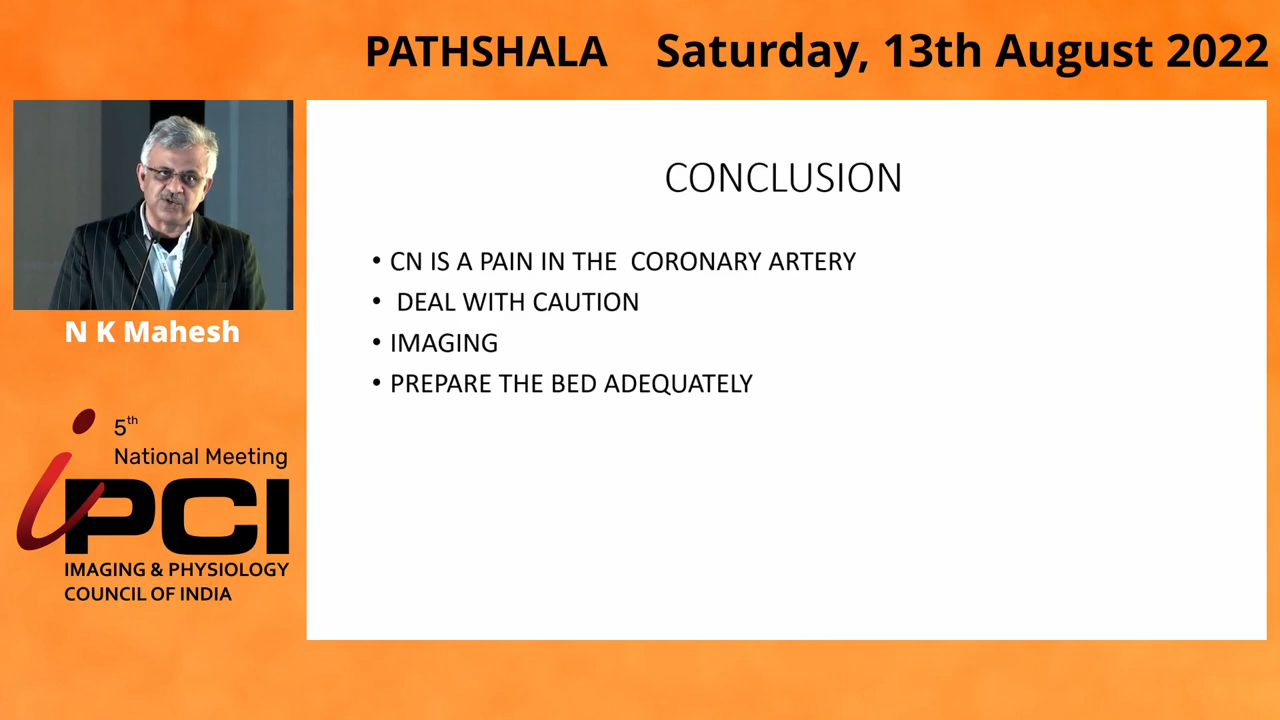 PATHSHALA Saturday, 13th August 2022
CONCLUSION
• CN IS A PAIN IN THE CORONARY ARTERY
• DEAL WITH CAUTION
• IMAGING
• PREPARE THE BED ADEQUATELY
N K Mahesh
5th
National Meeting
iPCI
IMAGING & PHYSIOLOGY
COUNCIL OF INDIA